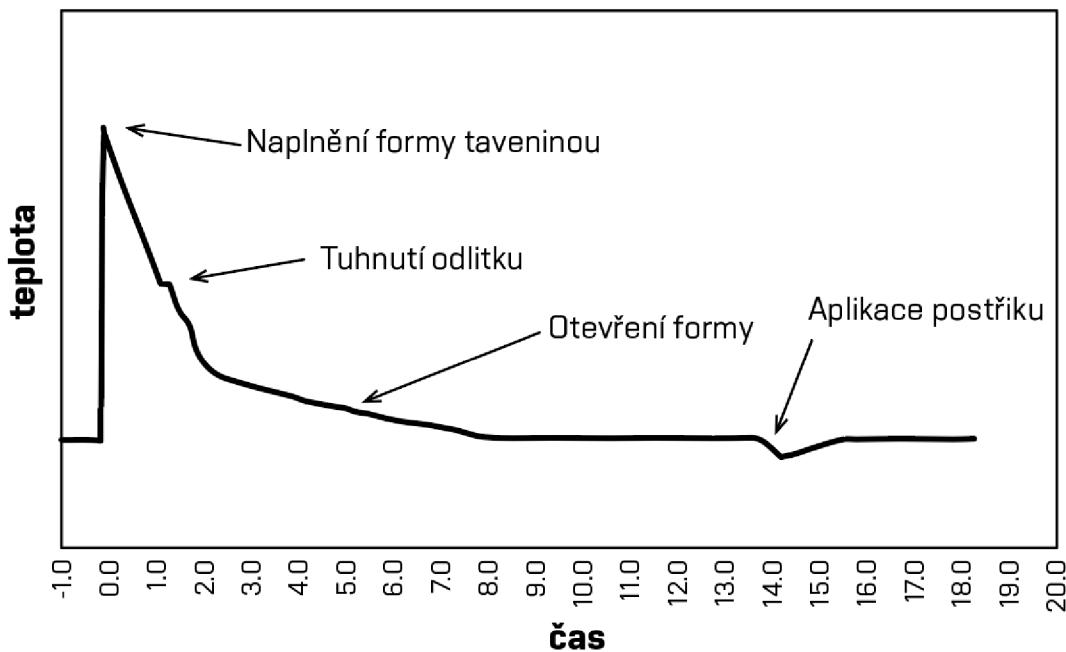 Naplnění formy taveninou
Tuhnutí odlitku
Otevření formy
Aplikace postřiku
teplota
-1.0 0.0 1.0 2.0 3.0 4.0 5.0 6.0 7.0 8.0 9.0 10.0 11.0 12.0 13.0 14.0 15.0 16.0 17.0 18.0 19.0 20.0
čas